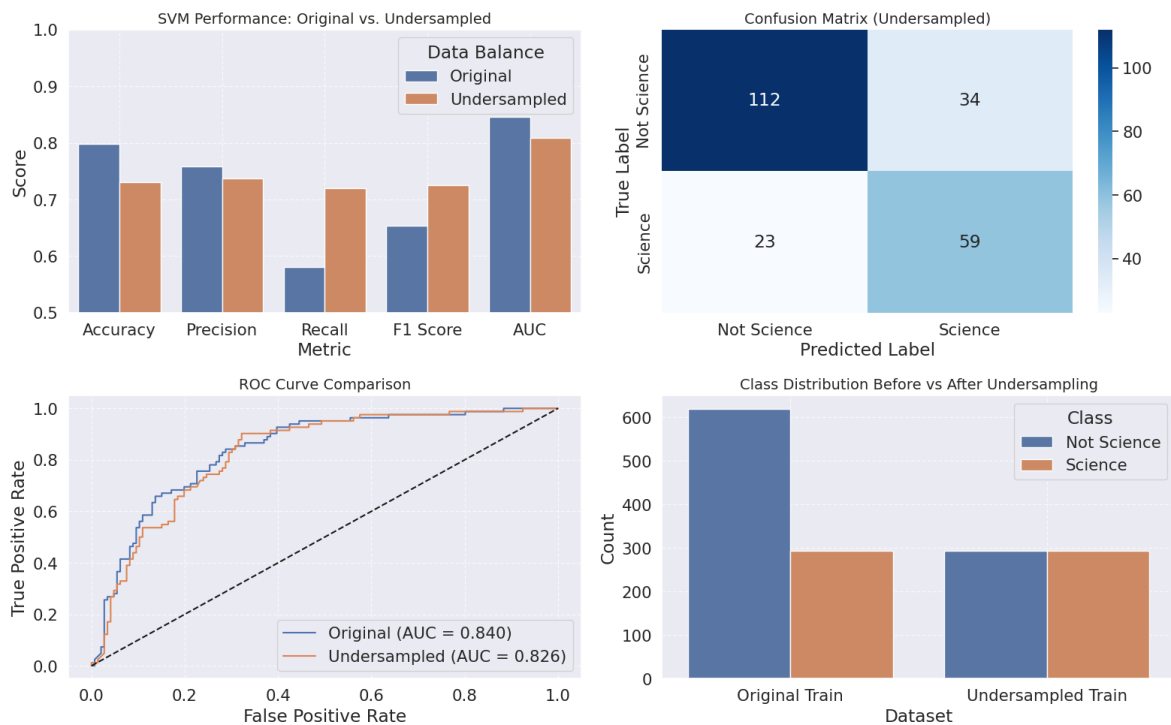 SVM Performance: Original vs. Undersampled
1.0
0.9
0.8
0.7
0.6
0.5
Score
Data Balance
Original
Undersampled
Accuracy Precision Recall F1 Score AUC
Metric
Confusion Matrix (Undersampled)
True Label
Not Science
Science
112 34
23 59
Not Science Science
Predicted Label
100
80
60
40
ROC Curve Comparison
True Positive Rate
1.0
0.8
0.6
0.4
0.2
0.0
Original (AUC = 0.840)
Undersampled (AUC = 0.826)
0.0 0.2 0.4 0.6 0.8 1.0
False Positive Rate
Class Distribution Before vs After Undersampling
Count
600
500
400
300
200
100
0
Class
Not Science
Science
Original Train Undersampled Train
Dataset